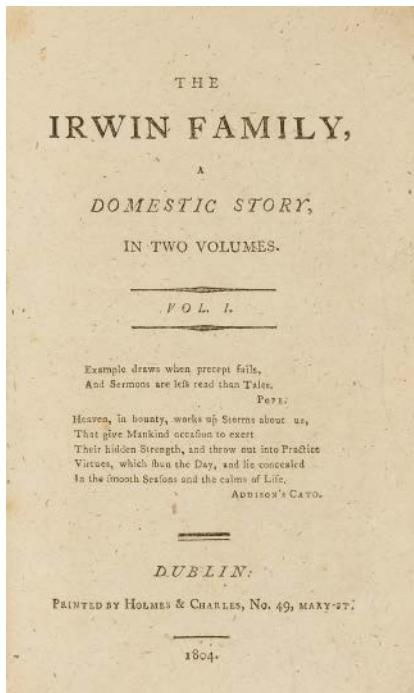 THE
IRWIN FAMILY,
A
DOMESTIC STORY,
IN TWO VOLUMES.
VOL. I.
Example draws when precept fails,
And Sermons are leſs read than Tales.
POPE.
Heaven, in bounty, works up Storms about us,
That give Mankind occaſion to exert
Their hidden Strength, and throw out into Practice
Virtues, which ſhun the Day, and lie concealed
In the ſmooth Seaſons and the calms of Life.
ADDISON'S CATO.
DUBLIN:
PRINTED BY HOLMES & CHARLES, No. 49, MARY-ST.
1804.